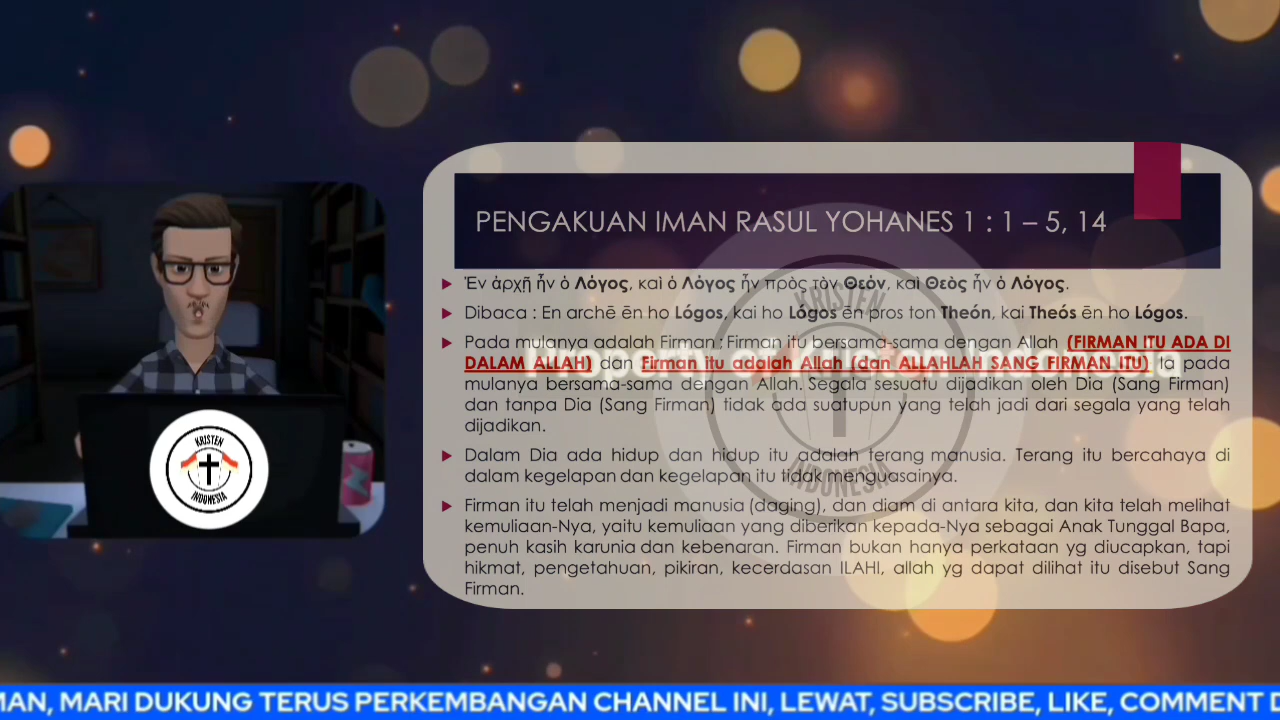 PENGAKUAN IMAN RASUL YOHANES 1 : 1 – 5, 14
Ἐν ἀρχῇ ἦν ὁ Λόγος, καὶ ὁ Λόγος ἦν πρὸς τὸν Θεόν, καὶ Θεὸς ἦν ὁ Λόγος.
Dibaca : En archē ēn ho Lógos, kai ho Lógos ēn pros ton Theón, kai Theós ēn ho Lógos.
Pada mulanya adalah Firman : Firman itu bersama-sama dengan Allah (FIRMAN ITU ADA DI
DALAM ALLAH) dan Firman itu adalah Allah (dan ALLAHLAH SANG FIRMAN ITU) Ia pada
mulanya bersama-sama dengan Allah. Segala sesuatu dijadikan oleh Dia (Sang Firman)
dan tanpa Dia (Sang Firman) tidak ada suatupun yang telah jadi dari segala yang telah
dijadikan.
Dalam Dia ada hidup dan hidup itu adalah terang manusia. Terang itu bercahaya di
dalam kegelapan dan kegelapan itu tidak menguasainya.
Firman itu telah menjadi manusia (daging), dan diam di antara kita, dan kita telah melihat
kemuliaan-Nya, yaitu kemuliaan yang diberikan kepada-Nya sebagai Anak Tunggal Bapa,
penuh kasih karunia dan kebenaran. Firman bukan hanya perkataan yg diucapkan, tapi
hikmat, pengetahuan, pikiran, kecerdasan ILAHI, allah yg dapat dilihat itu disebut Sang
Firman.
KRISTEN
INDONESIA
KRISTEN
INDONESIA
MAN, MARI DUKUNG TERUS PERKEMBANGAN CHANNEL INI, LEWAT, SUBSCRIBE, LIKE, COMMENT